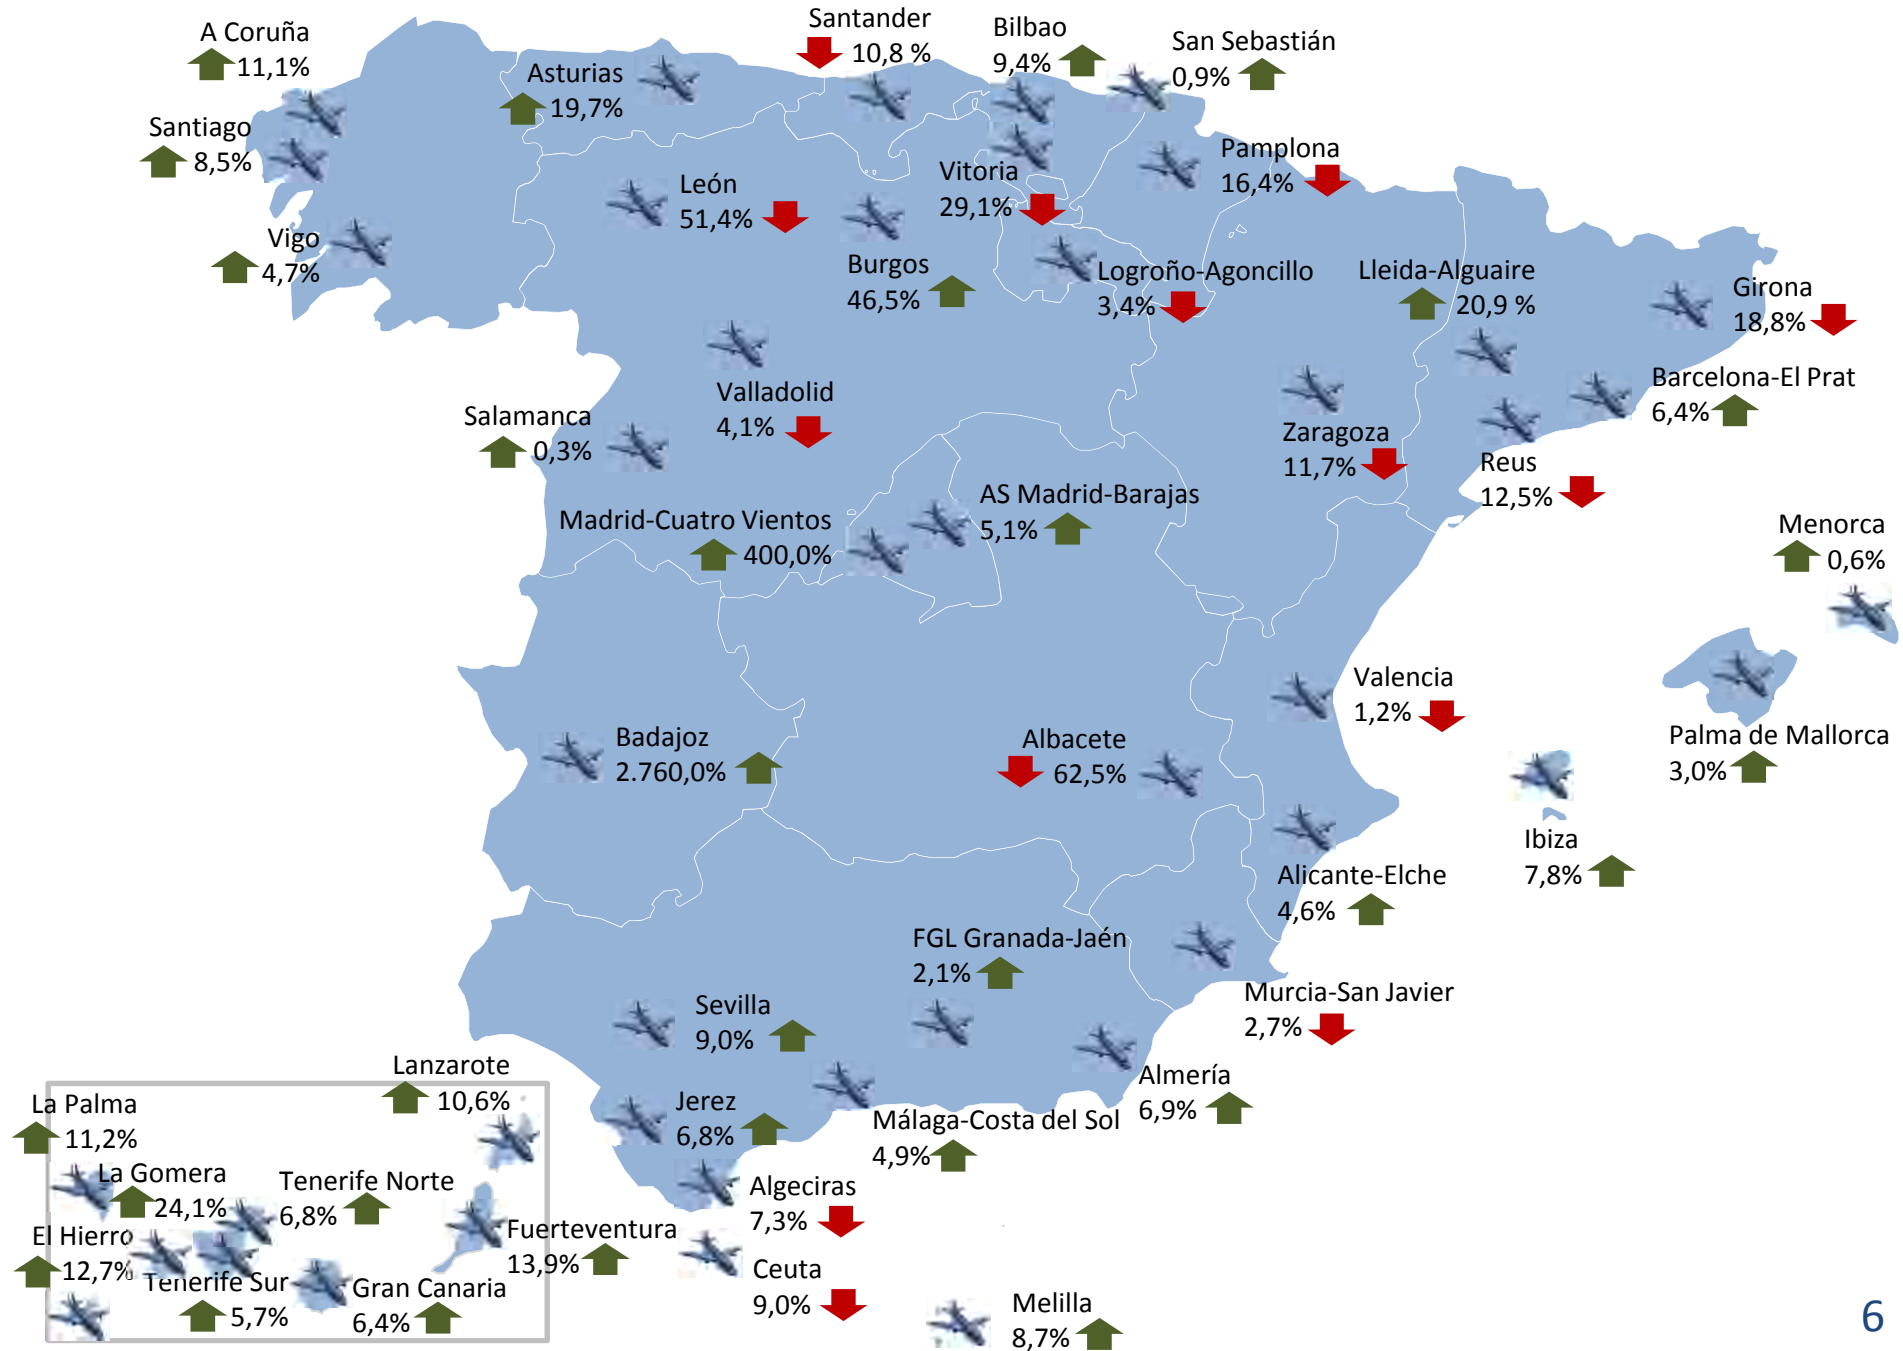 A Coruña
11,1%
Santander
10,8 %
Bilbao
9,4%
San Sebastián
0,9%
Asturias
19,7%
Santiago
8,5%
Vigo
4,7%
León
51,4%
Vitoria
29,1%
Pamplona
16,4%
Burgos
46,5%
Logroño-Agoncillo
3,4%
Lleida-Alguaire
20,9 %
Girona
18,8%
Valladolid
4,1%
Salamanca
0,3%
Zaragoza
11,7%
Barcelona-El Prat
6,4%
Reus
12,5%
AS Madrid-Barajas
5,1%
Madrid-Cuatro Vientos
400,0%
Menorca
0,6%
Valencia
1,2%
Palma de Mallorca
3,0%
Badajoz
2.760,0%
Albacete
62,5%
Ibiza
7,8%
Alicante-Elche
4,6%
FGL Granada-Jaén
2,1%
Murcia-San Javier
2,7%
Sevilla
9,0%
Almería
6,9%
Jerez
6,8%
Málaga-Costa del Sol
4,9%
Lanzarote
10,6%
La Palma
11,2%
La Gomera
24,1%
Tenerife Norte
6,8%
El Hierro
12,7%
Tenerife Sur
5,7%
Gran Canaria
6,4%
Fuerteventura
13,9%
Algeciras
7,3%
Ceuta
9,0%
Melilla
8,7%
6